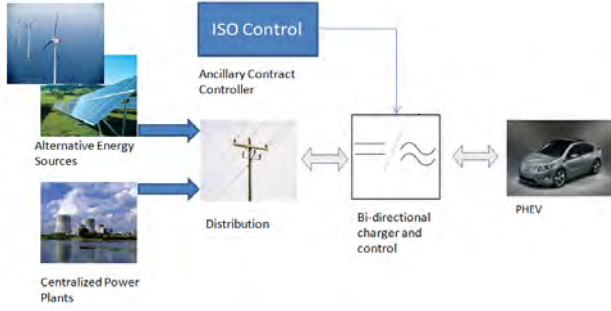 ISO Control
Ancillary Contract
Controller
Alternative Energy
Sources
Distribution
Bi-directional
charger and
control
PHEV
Centralized Power
Plants